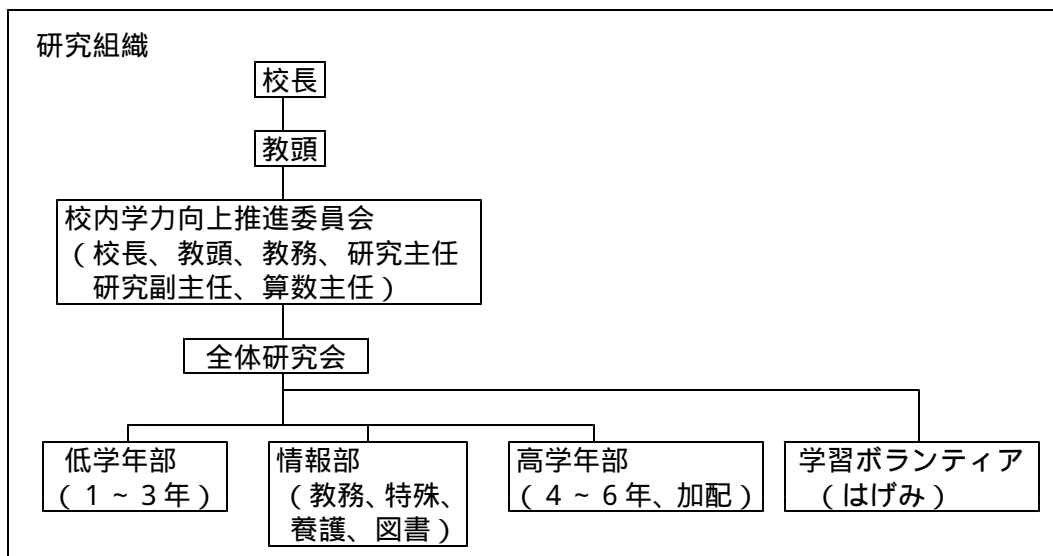 研究組織
校長
教頭
校内学力向上推進委員会
(校長、教頭、教務、研究主任
研究副主任、算数主任)
全体研究会
低学年部
(1~3年)
情報部
(教務、特殊、
養護、図書)
高学年部
(4~6年、加配)
学習ボランティア
(はげみ)